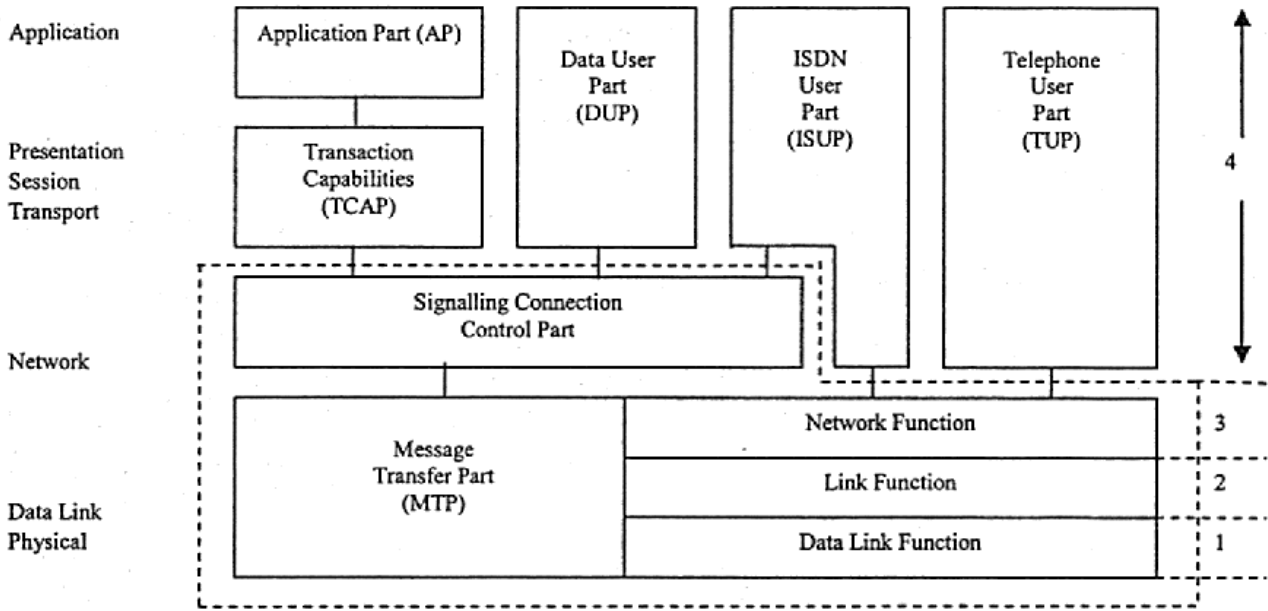 Application
Application Part (AP)
Data User
Part
(DUP)
ISDN
User
Part
(ISUP)
Telephone
User
Part
(TUP)
4
Presentation
Session
Transport
Transaction
Capabilities
(TCAP)
Signalling Connection
Control Part
Network
Message
Transfer Part
(MTP)
Network Function
3
Link Function
2
Data Link Function
1
Data Link
Physical